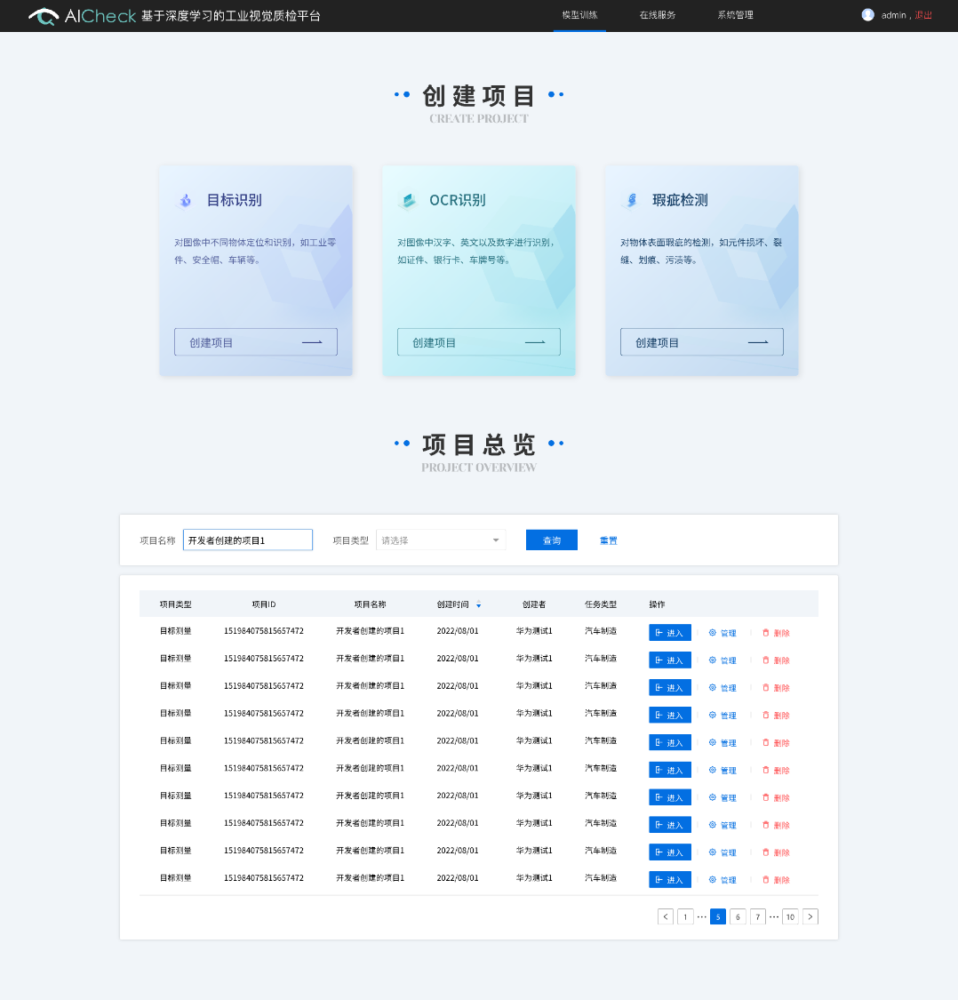 AICheck 基于深度学习的工业视觉质检平台 模型训练 在线服务 系统管理 admin , 退出
创建项目
CREATE PROJECT
目标识别
对图像中不同物体定位和识别，如工业零
件、安全帽、车辆等。
创建项目
OCR识别
对图像中汉字、英文以及数字进行识别，
如证件、银行卡、车牌号等。
创建项目
瑕疵检测
对物体表面瑕疵的检测，如元件损坏、裂
缝、划痕、污渍等。
创建项目
项目总览
PROJECT OVERVIEW
项目名称 开发者创建的项目1 项目类型 请选择 查询 重置
项目类型 项目ID 项目名称 创建时间 创建者 任务类型 操作
目标测量 151984075815657472 开发者创建的项目1 2022/08/01 华为测试1 汽车制造 进入 管理 删除
目标测量 151984075815657472 开发者创建的项目1 2022/08/01 华为测试1 汽车制造 进入 管理 删除
目标测量 151984075815657472 开发者创建的项目1 2022/08/01 华为测试1 汽车制造 进入 管理 删除
目标测量 151984075815657472 开发者创建的项目1 2022/08/01 华为测试1 汽车制造 进入 管理 删除
目标测量 151984075815657472 开发者创建的项目1 2022/08/01 华为测试1 汽车制造 进入 管理 删除
目标测量 151984075815657472 开发者创建的项目1 2022/08/01 华为测试1 汽车制造 进入 管理 删除
目标测量 151984075815657472 开发者创建的项目1 2022/08/01 华为测试1 汽车制造 进入 管理 删除
目标测量 151984075815657472 开发者创建的项目1 2022/08/01 华为测试1 汽车制造 进入 管理 删除
目标测量 151984075815657472 开发者创建的项目1 2022/08/01 华为测试1 汽车制造 进入 管理 删除
目标测量 151984075815657472 开发者创建的项目1 2022/08/01 华为测试1 汽车制造 进入 管理 删除
< 1 ··· 5 6 7 ··· 10 >